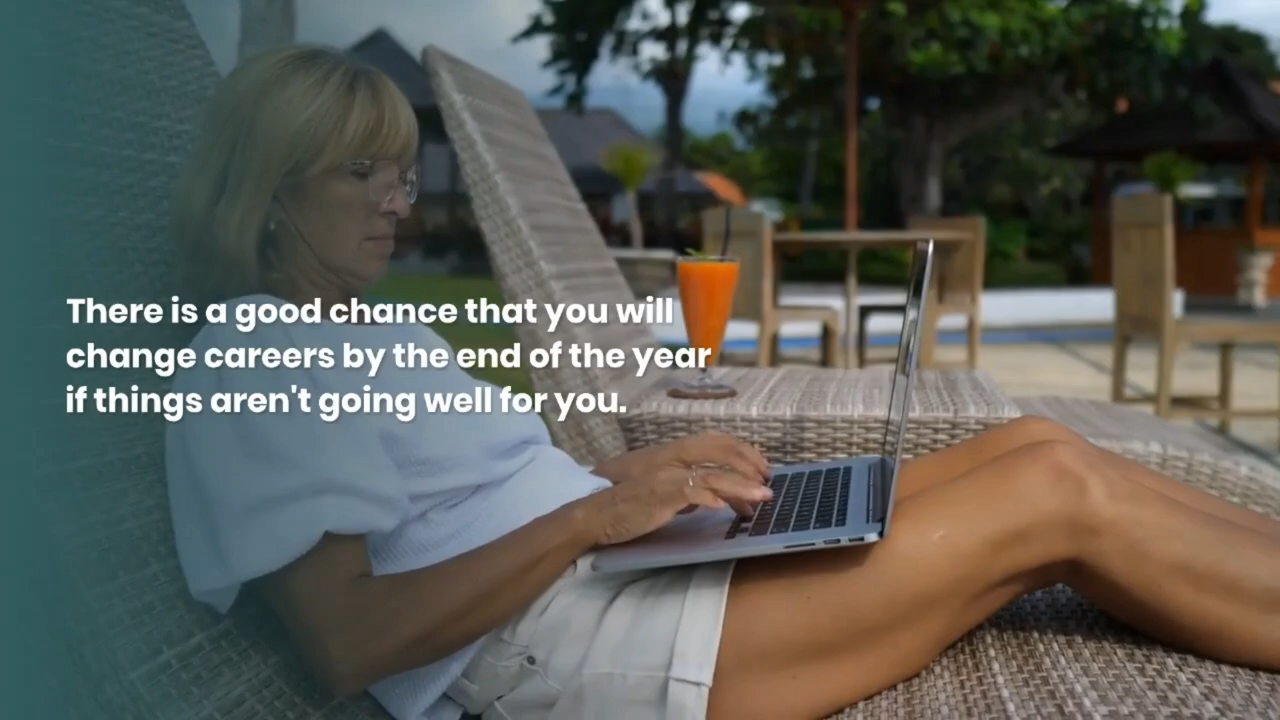 There is a good chance that you will
change careers by the end of the year
if things aren't going well for you.